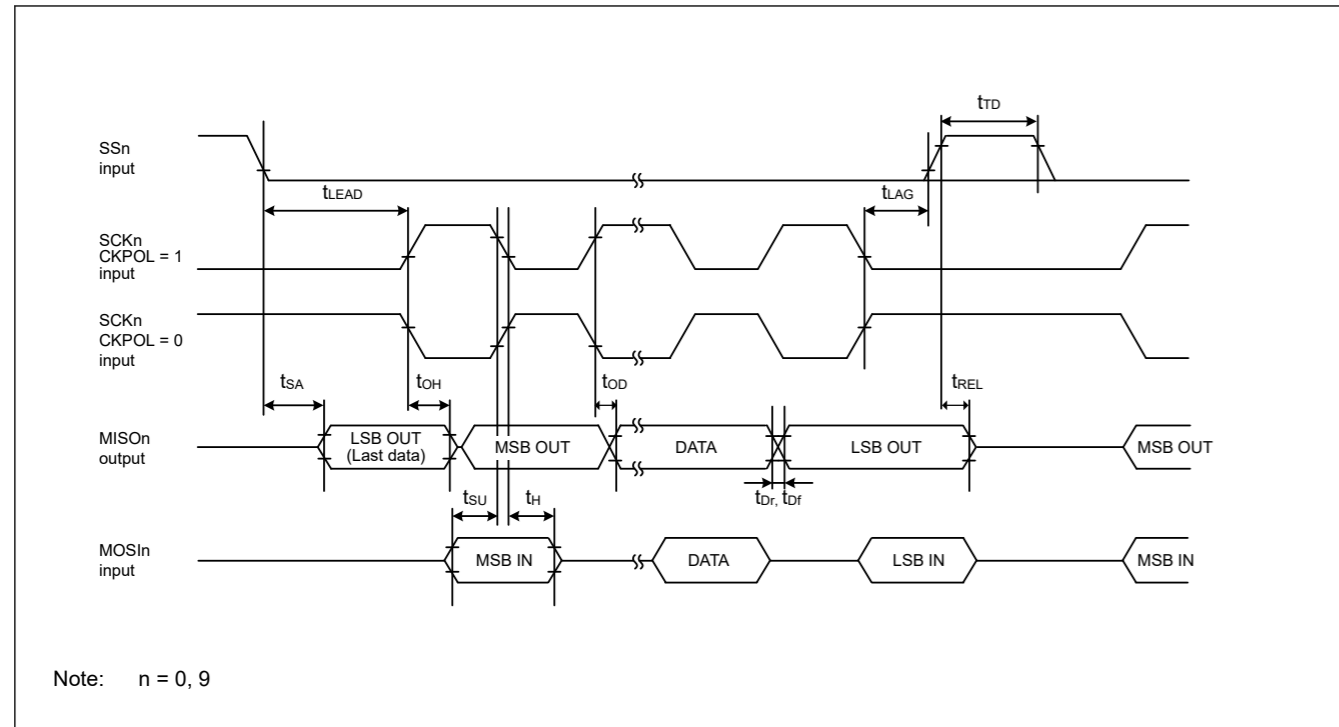 tTD
SSn
input
tLEAD
tLAG
SCKn
CKPOL = 1
input
SCKn
CKPOL = 0
input
tSA
tOH
tOD
tREL
MISOn
output
LSB OUT
(Last data)
MSB OUT
DATA
LSB OUT
MSB OUT
tSU
tH
tDr, tDf
MOSIn
input
MSB IN
DATA
LSB IN
MSB IN
Note: n = 0, 9